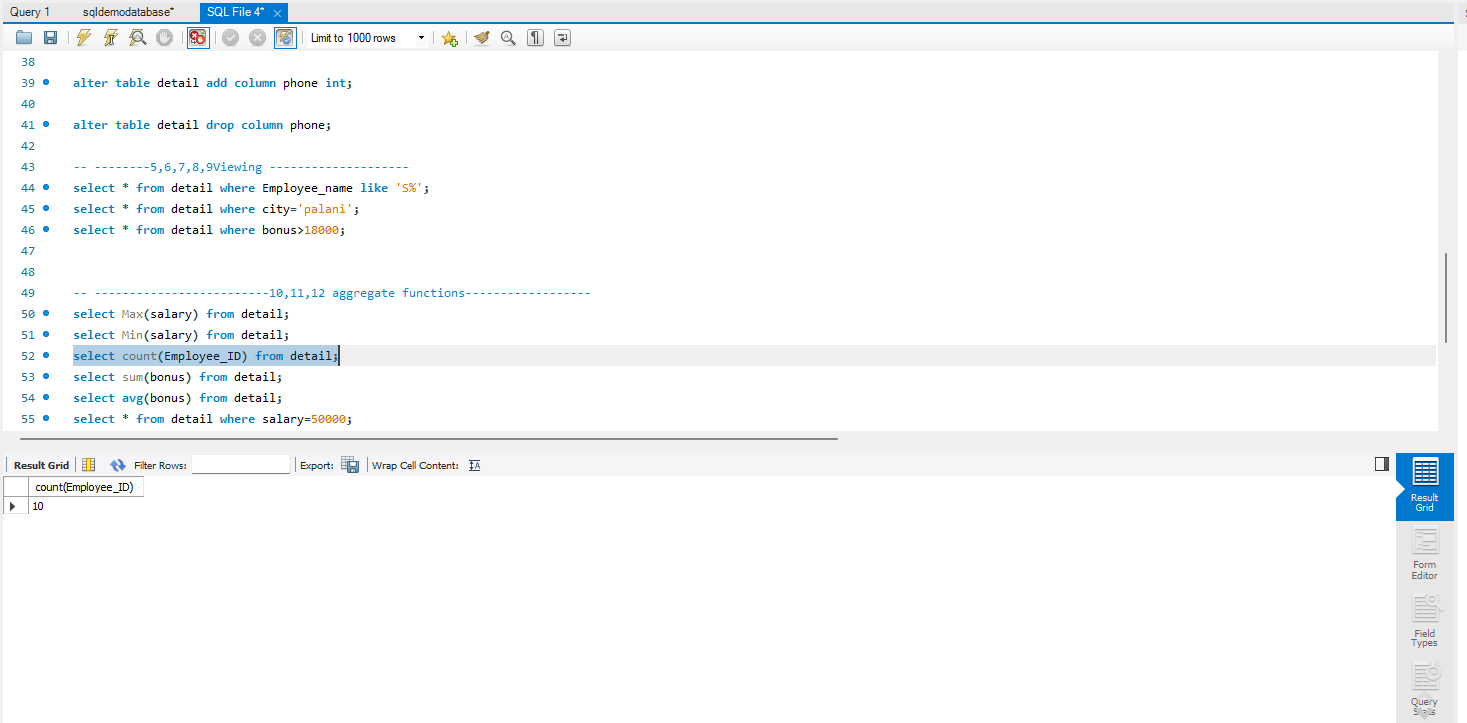 Query 1 sqldemodatabase* SQL File 4*
Limit to 1000 rows
38
39 alter table detail add column phone int;
40
41 alter table detail drop column phone;
42
43 -- --------5,6,7,8,9Viewing -------------------
44 select * from detail where Employee_name like 'S%';
45 select * from detail where city='palani';
46 select * from detail where bonus>18000;
47
48
49 -- -------------------------10,11,12 aggregate functions------------------
50 select Max(salary) from detail;
51 select Min(salary) from detail;
52 select count(Employee_ID) from detail;
53 select sum(bonus) from detail;
54 select avg(bonus) from detail;
55 select * from detail where salary=50000;
Result Grid Filter Rows: Export: Wrap Cell Content: IA
count(Employee_ID)
10
Result
Grid
Form
Editor
Field
Types
Query
Stats